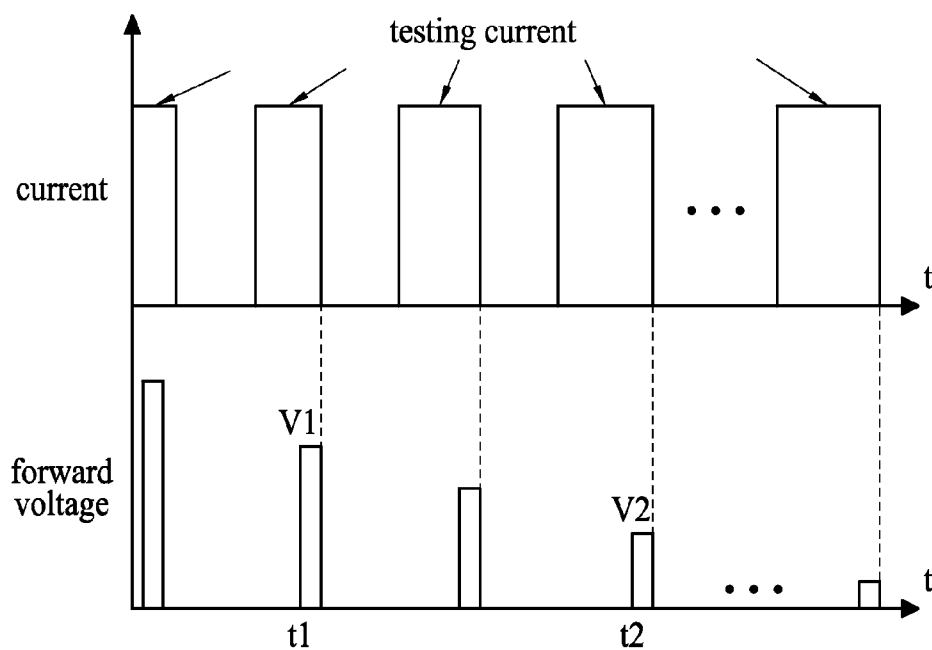 testing current
current
t
V1
forward
voltage
V2
t
t1
t2